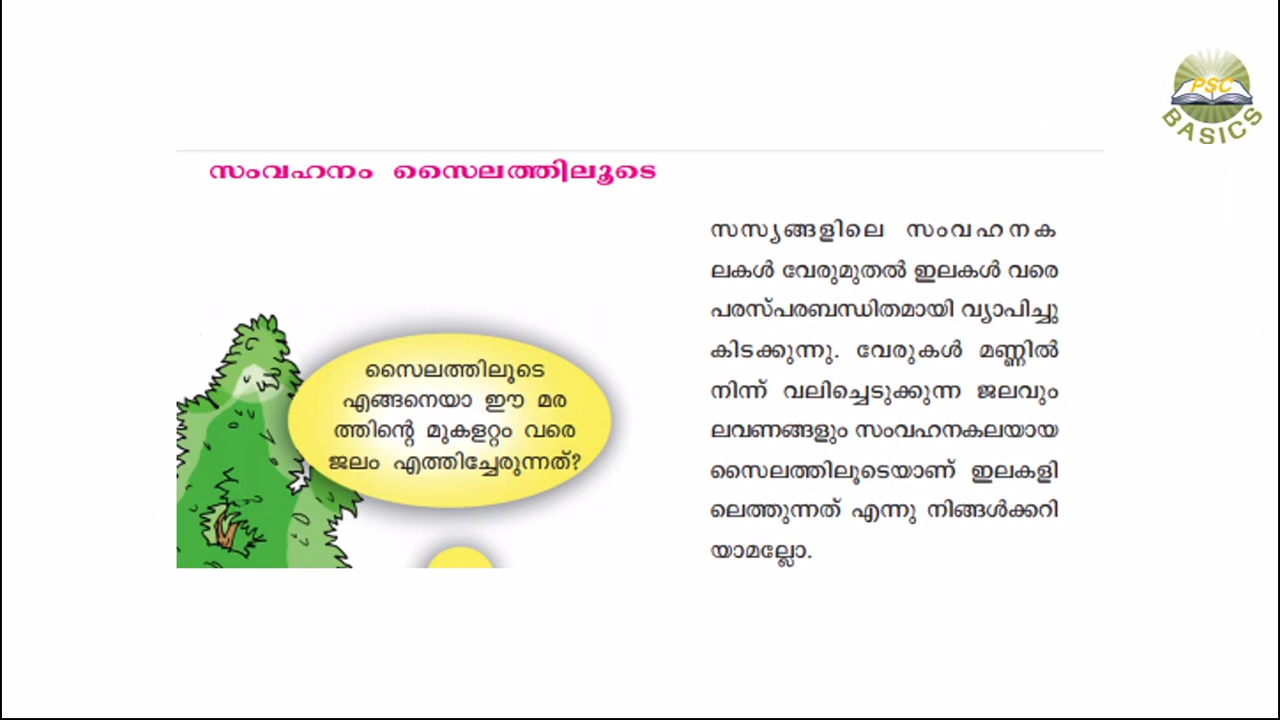 PSC
BASICS
സംവഹനം സൈലത്തിലൂടെ
സൈലത്തിലൂടെ
എങ്ങനെയാ ഈ മര
ത്തിന്റെ മുകളറ്റം വരെ
ജലം എത്തിച്ചേരുന്നത്?
സസ്യങ്ങളിലെ സംവഹനക
ലകൾ വേരുമുതൽ ഇലകൾ വരെ
പരസ്പരബന്ധിതമായി വ്യാപിച്ചു
കിടക്കുന്നു. വേരുകൾ മണ്ണിൽ
നിന്ന് വലിച്ചെടുക്കുന്ന ജലവും
ലവണങ്ങളും സംവഹനകലയായ
സൈലത്തിലൂടെയാണ് ഇലകളി
ലെത്തുന്നത് എന്നു നിങ്ങൾക്കറി
യാമല്ലോ.